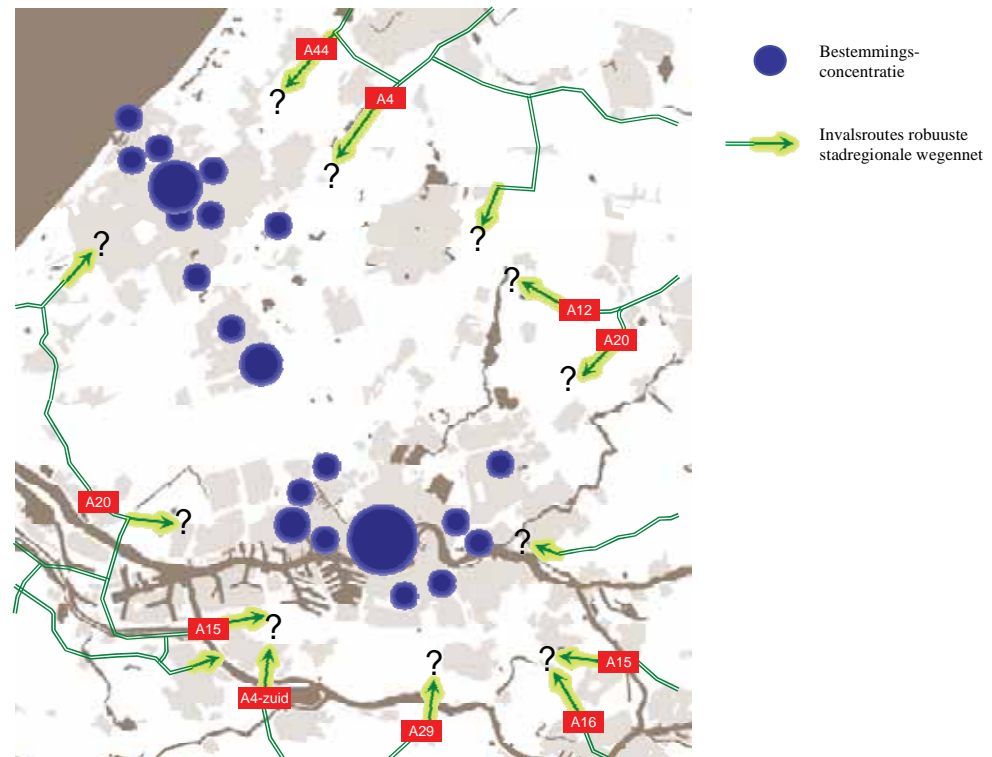 A44
?
A4
?
?
?
?
A12
A20
?
A20
?
?
A15
?
A4-zuid
?
A29
?
A15
A16
Bestemmings-
concentratie
Invalsroutes robuuste
stadregionale wegennet